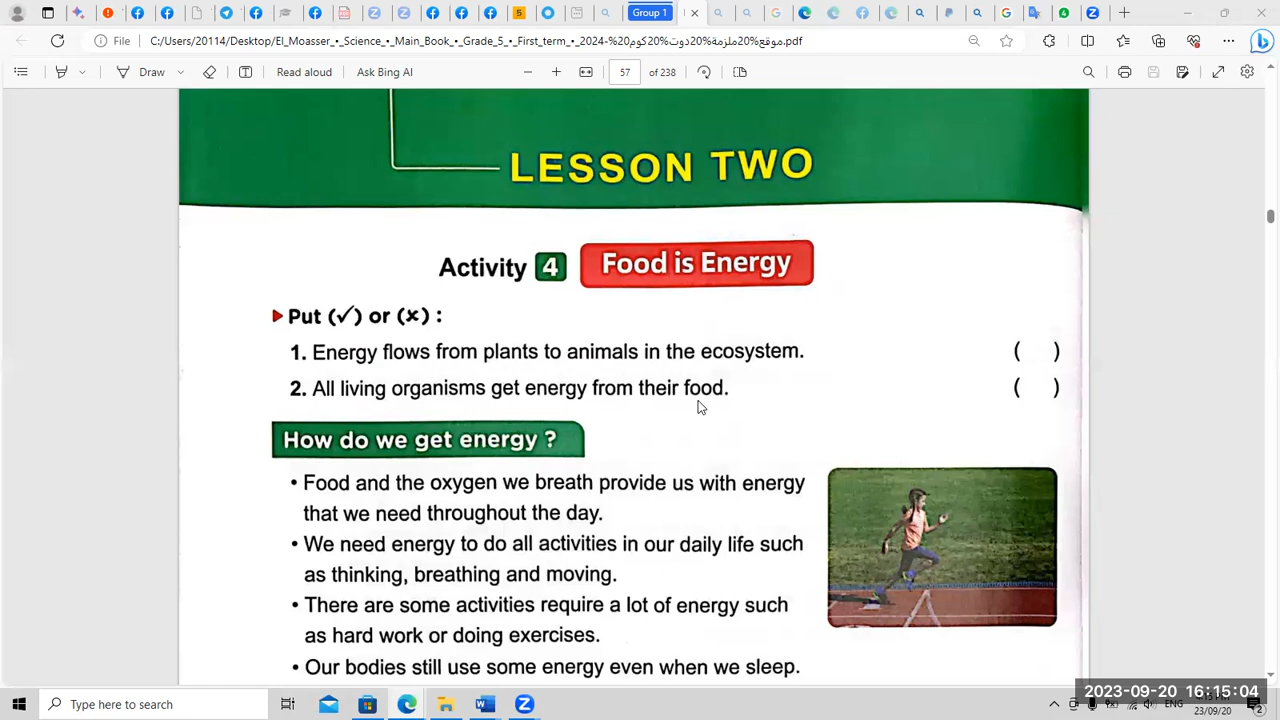 Group 1
File
C:/Users/20114/Desktop/El_Moasser_•_Science_•_Main_Book_•_Grade_5_•_First_term_•_2024-%20موقع%20ملزمة%20دوت%20كوم.pdf
Draw
Read aloud
Ask Bing AI
57 of 238
LESSON TWO
Activity 4 Food is Energy
Put (✓) or (×) :
1. Energy flows from plants to animals in the ecosystem. ( )
2. All living organisms get energy from their food. ( )
How do we get energy ?
• Food and the oxygen we breath provide us with energy
that we need throughout the day.
• We need energy to do all activities in our daily life such
as thinking, breathing and moving.
• There are some activities require a lot of energy such
as hard work or doing exercises.
• Our bodies still use some energy even when we sleep.
Type here to search
ENG
2023-09-20 16:15:04
23/09/20